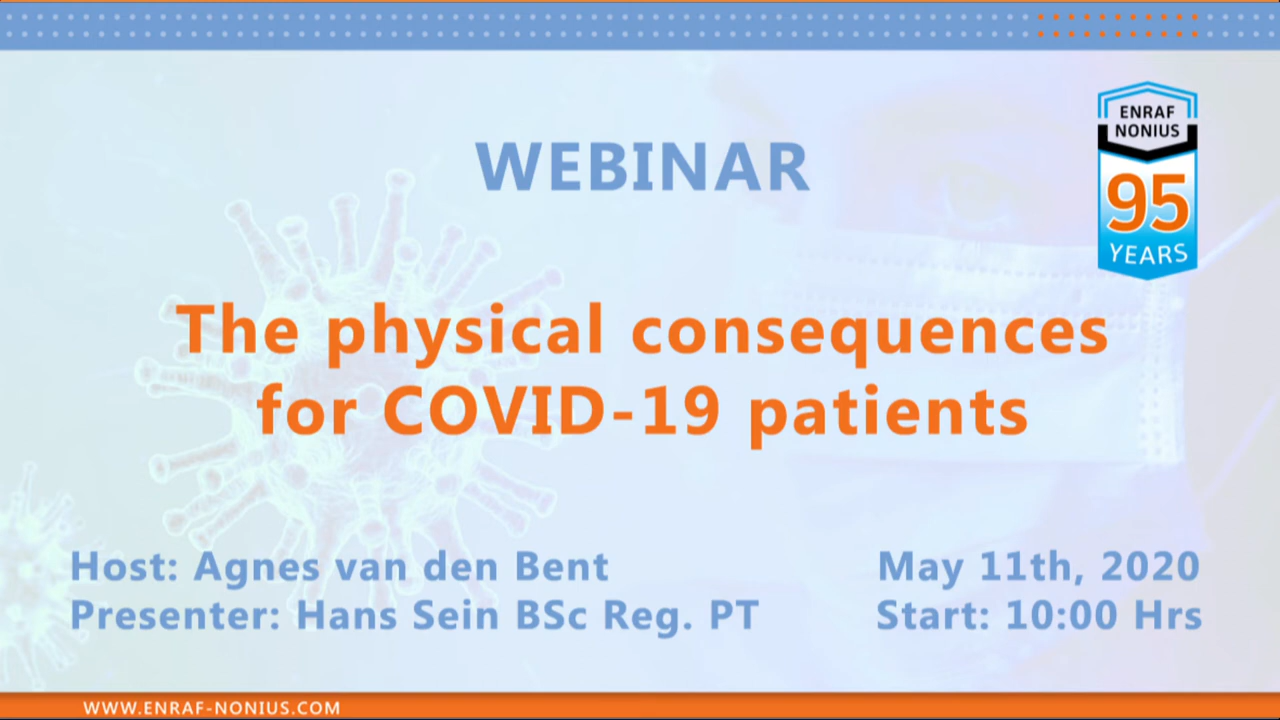 ENRAF
NONIUS
95
YEARS
WEBINAR
The physical consequences
for COVID-19 patients
Host: Agnes van den Bent
Presenter: Hans Sein BSc Reg. PT
May 11th, 2020
Start: 10:00 Hrs
WWW.ENRAF-NONIUS.COM